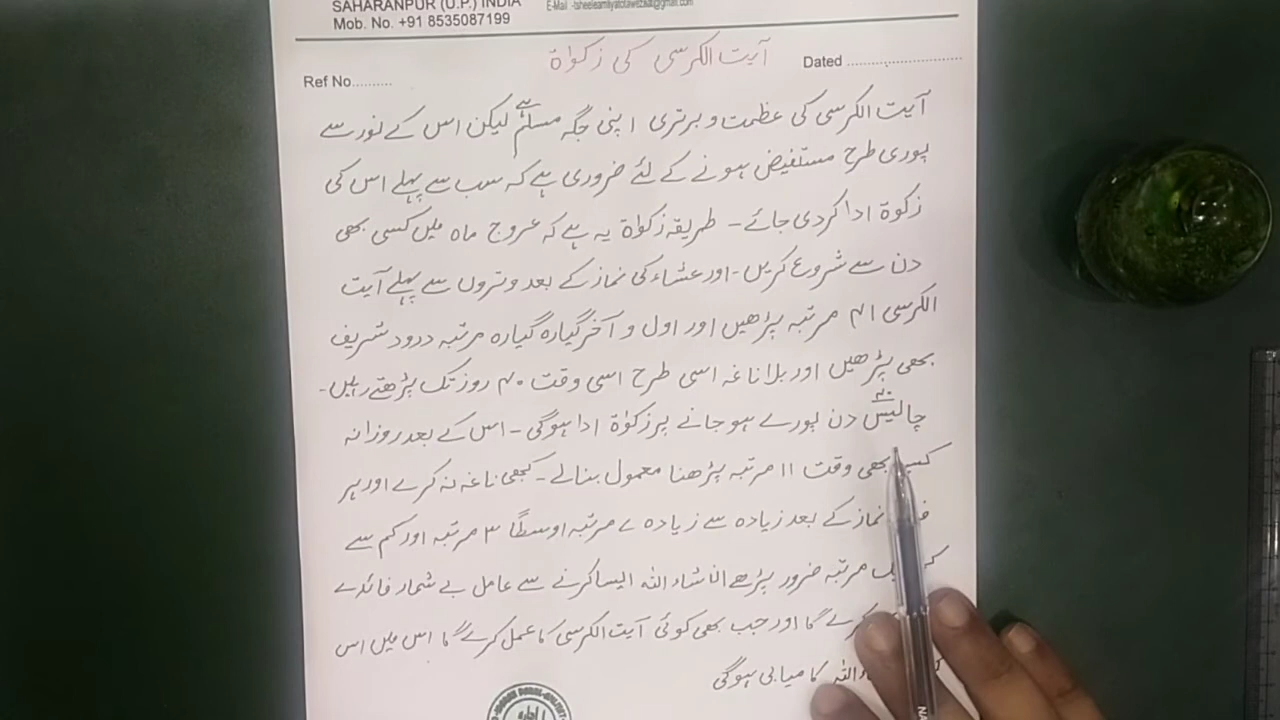 SAHARANPUR (U.P.) INDIA
Mob. No. +91 8535087199
آیت الکرسی کی زکوٰۃ
Ref No..........
Dated ............................
آیت الکرسی کی عظمت و برتری اپنی جگہ مسلم ہے لیکن اس کے نور سے
پوری طرح مستفیض ہونے کے لئے ضروری ہے کہ سب سے پہلے اس کی
زکوٰۃ ادا کردی جائے ۔ طریقہ زکوٰۃ یہ ہے کہ عروج ماہ میں کسی بھی
دن سے شروع کریں ۔ اور عشاء کی نماز کے بعد وتروں سے پہلے آیت
الکرسی ۴۱ مرتبہ پڑھیں اور اول و آخر گیارہ گیارہ مرتبہ درود شریف
بھی پڑھیں اور بلا ناغہ اسی طرح اسی وقت ۴۰ روز تک پڑھتے رہیں ۔
چالیس ۴۰ دن پورے ہو جانے پر زکوٰۃ ادا ہوگی ۔ اس کے بعد روزانہ
بھی وقت ۱۱ مرتبہ پڑھنا معمول بنالے ۔ کبھی ناغہ نہ کرے اور ہر
نماز کے بعد زیادہ سے زیادہ ۷ مرتبہ اوسطاً ۳ مرتبہ اور کم سے
مرتبہ ضرور پڑھے انشاء اللہ ایسا کرنے سے عامل بے شمار فائدے
کرے گا اور جب بھی کوئی آیت الکرسی کا عمل کرے گا اس میں اس
اللہ کامیابی ہوگی